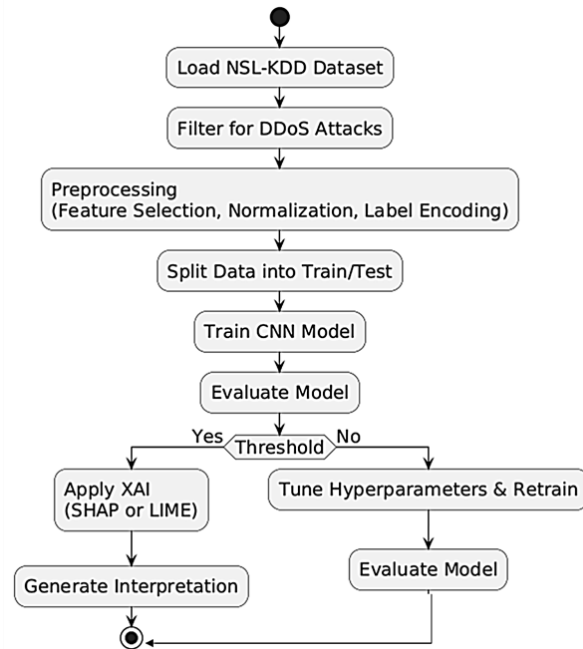 Load NSL-KDD Dataset
Filter for DDoS Attacks
Preprocessing
(Feature Selection, Normalization, Label Encoding)
Split Data into Train/Test
Train CNN Model
Evaluate Model
Yes
Threshold
No
Apply XAI
(SHAP or LIME)
Tune Hyperparameters & Retrain
Generate Interpretation
Evaluate Model